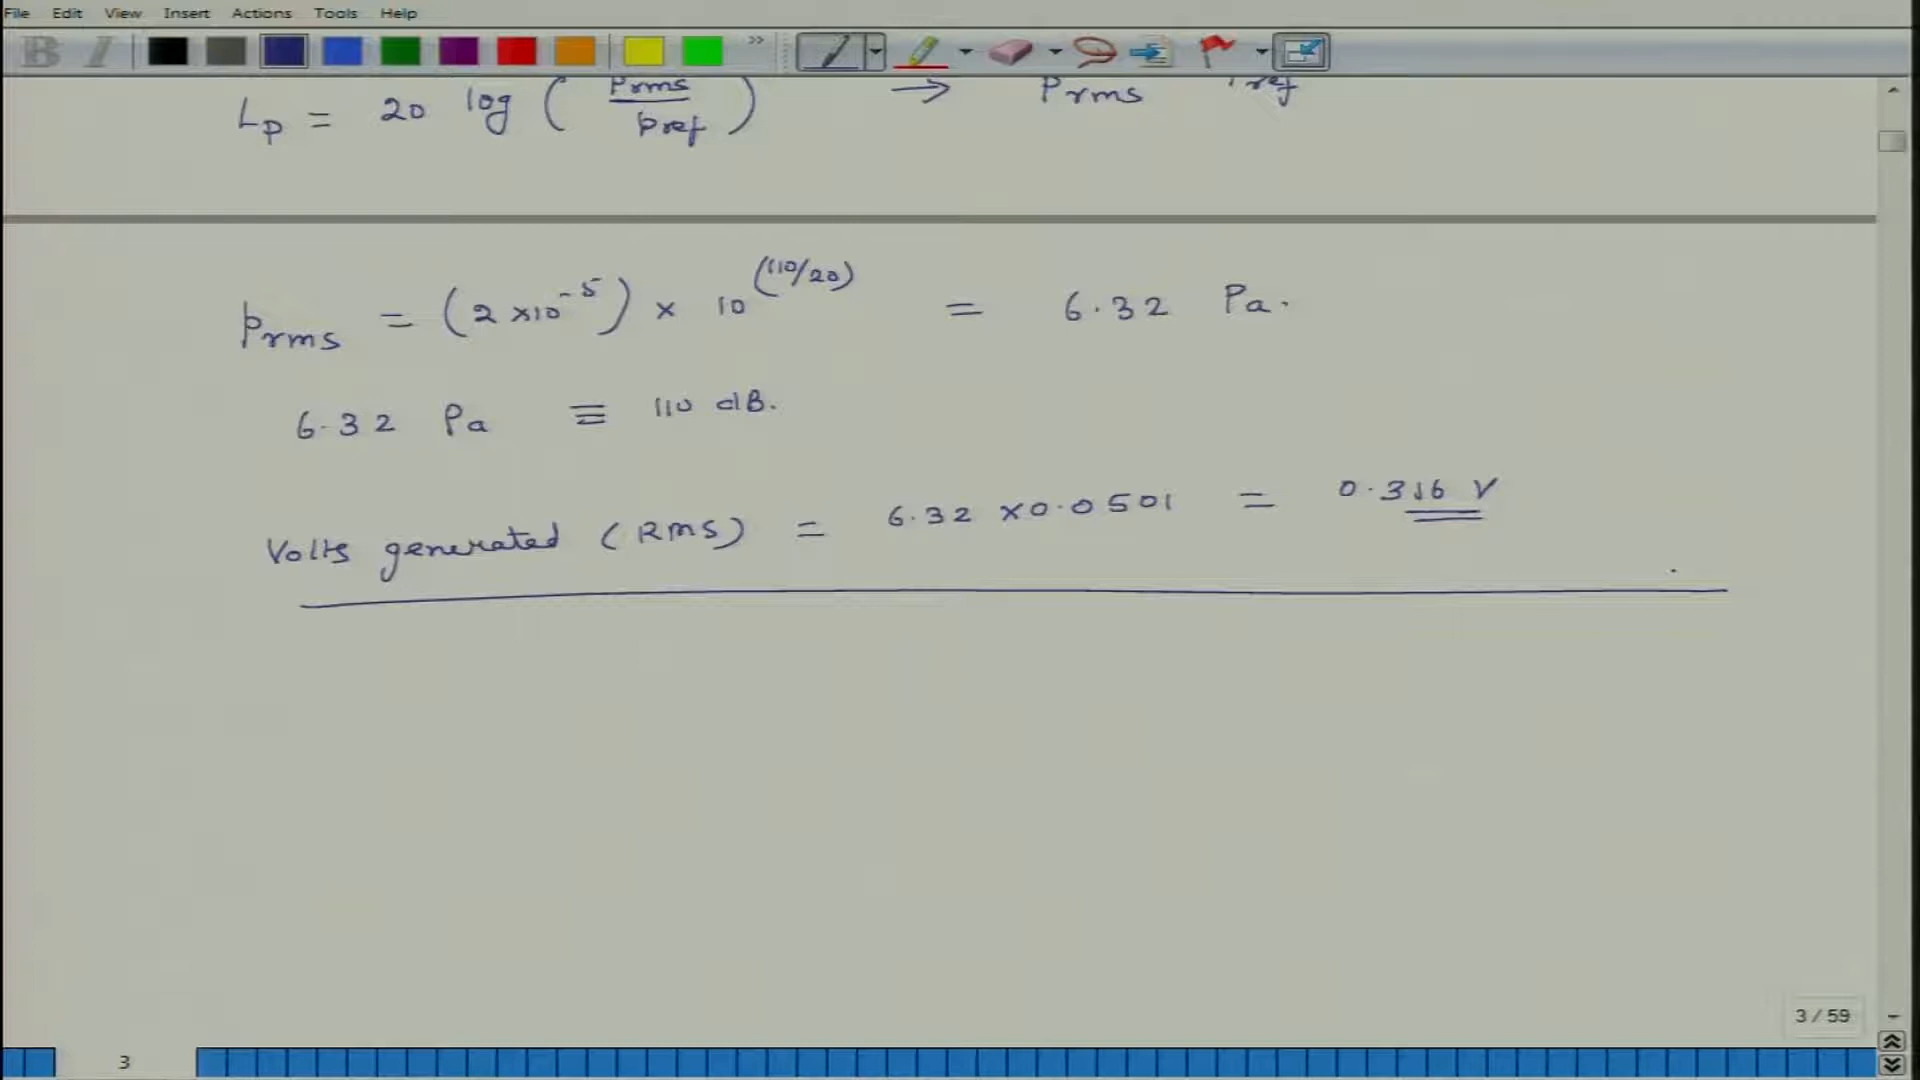 File Edit View Insert Actions Tools Help
B I
Lp = 20 log ( Prms / Pref ) → Prms Pref
Prms = (2 ×10^-5) × 10^(110/20) = 6.32 Pa.
6.32 Pa ≡ 110 dB.
Volts generated (RMS) = 6.32 ×0.0501 = 0.316 V
3 / 59
3